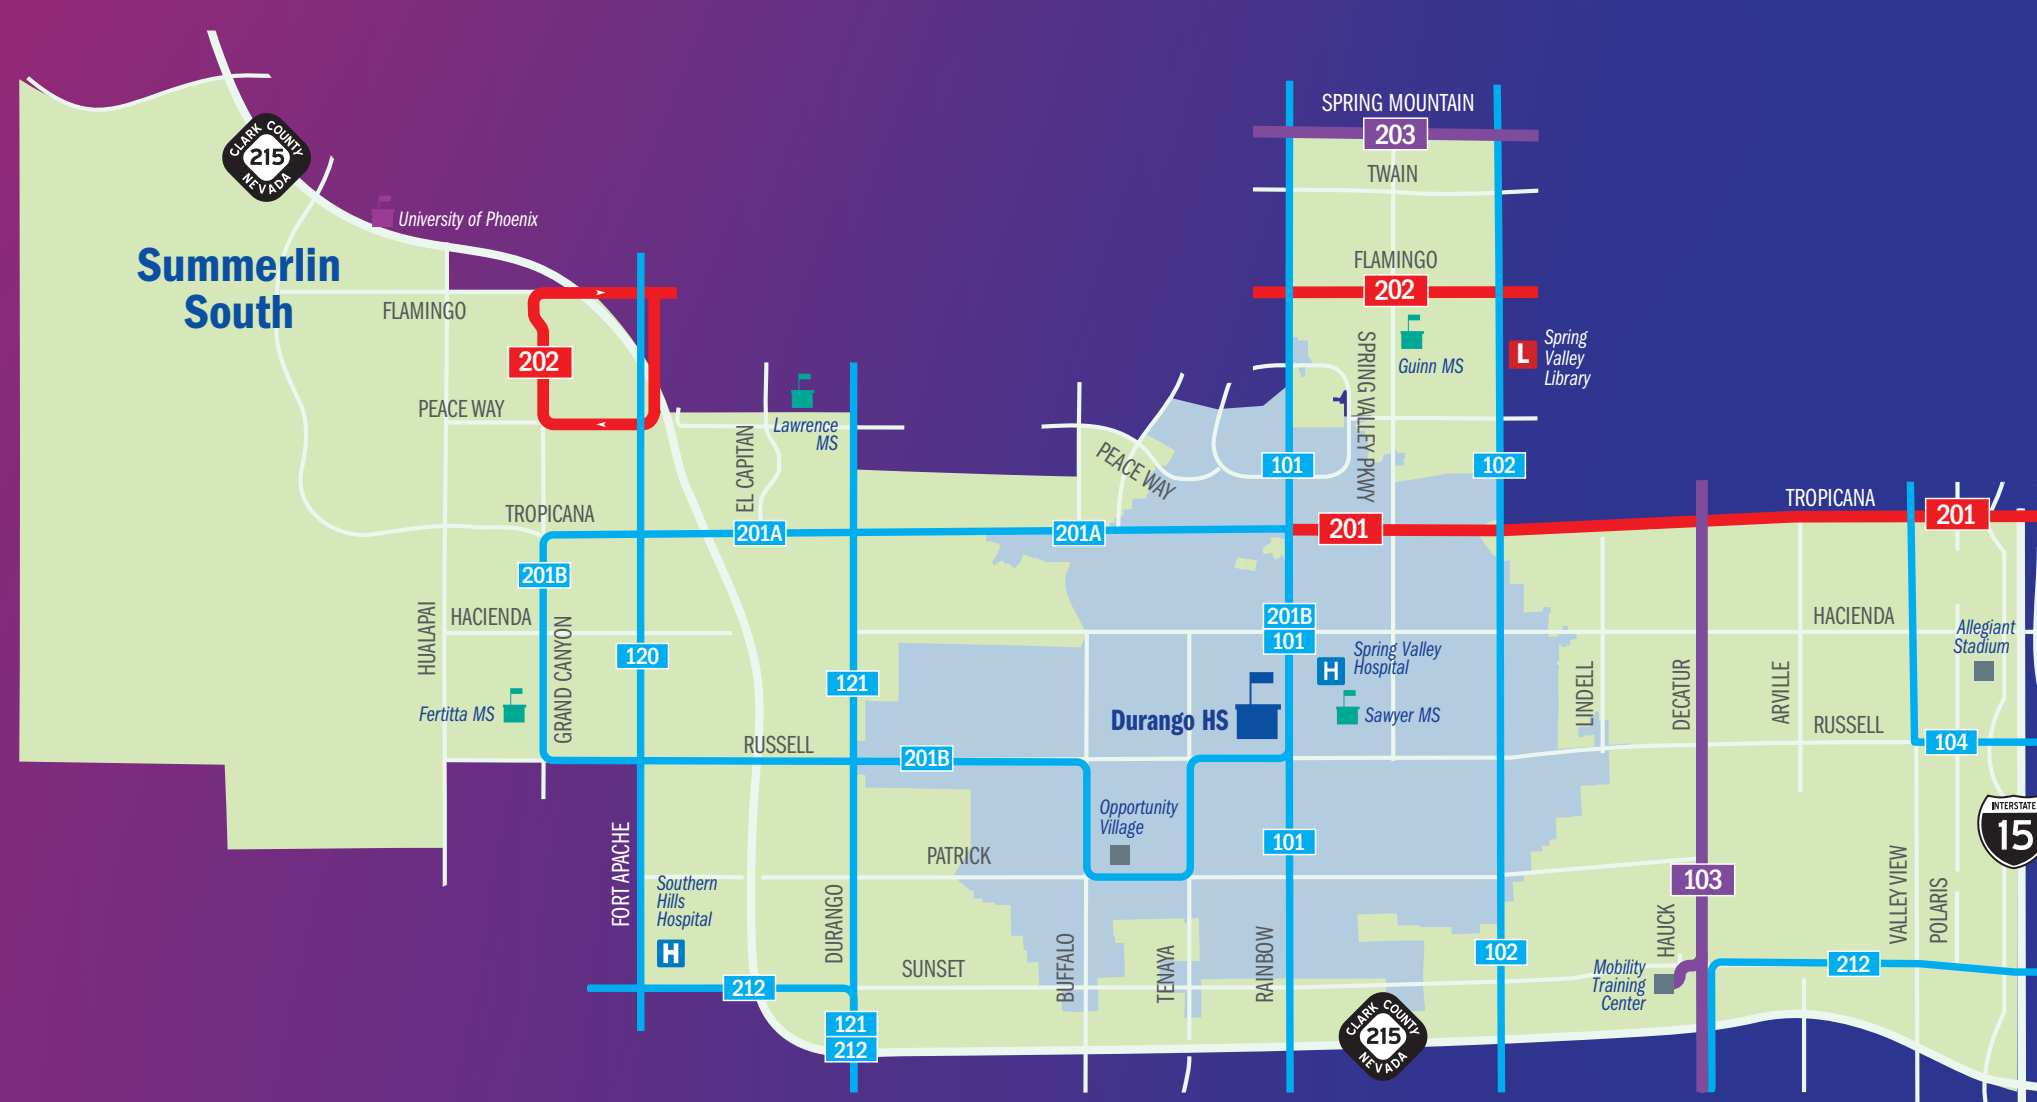 SPRING MOUNTAIN
203
TWAIN
CLARK COUNTY
215
NEVADA
University of Phoenix
Summerlin
South
FLAMINGO
202
FLAMINGO
202
PEACE WAY
Guinn MS
Spring
Valley
Library
L
SPRING VALLEY PKWY
Lawrence
MS
EL CAPITAN
PEACE WAY
101
102
TROPICANA
201A
201A
201
TROPICANA
201
201B
HUALAPAI
HACIENDA
GRAND CANYON
120
121
201B
101
HACIENDA
Allegiant
Stadium
H
Spring Valley
Hospital
Fertitta MS
Durango HS
Sawyer MS
LINDELL
DECATUR
ARVILLE
RUSSELL
RUSSELL
201B
104
Opportunity
Village
101
INTERSTATE
15
PATRICK
FORT APACHE
Southern
Hills
Hospital
H
DURANGO
103
VALLEY VIEW
POLARIS
HAUCK
SUNSET
BUFFALO
TENAYA
RAINBOW
102
212
Mobility
Training
Center
212
121
212
CLARK COUNTY
215
NEVADA